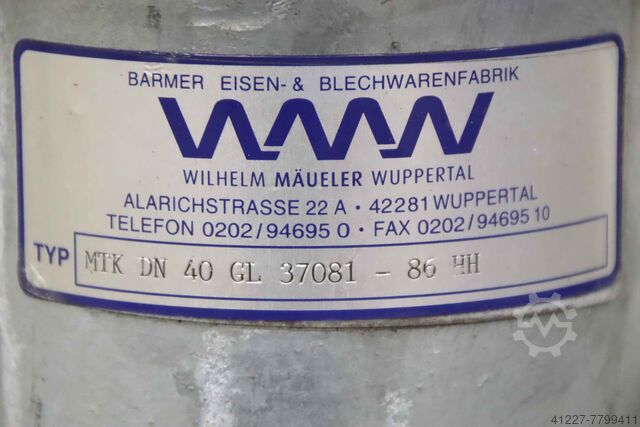 BARMER EISEN- & BLECHWARENFABRIK
WMW
WILHELM MÄUELER WUPPERTAL
ALARICHSTRASSE 22 A • 42281 WUPPERTAL
TELEFON 0202/94695 0 • FAX 0202/94695 10
TYP MTK DN 40 GL 37081 - 86 HH
41227-7799411